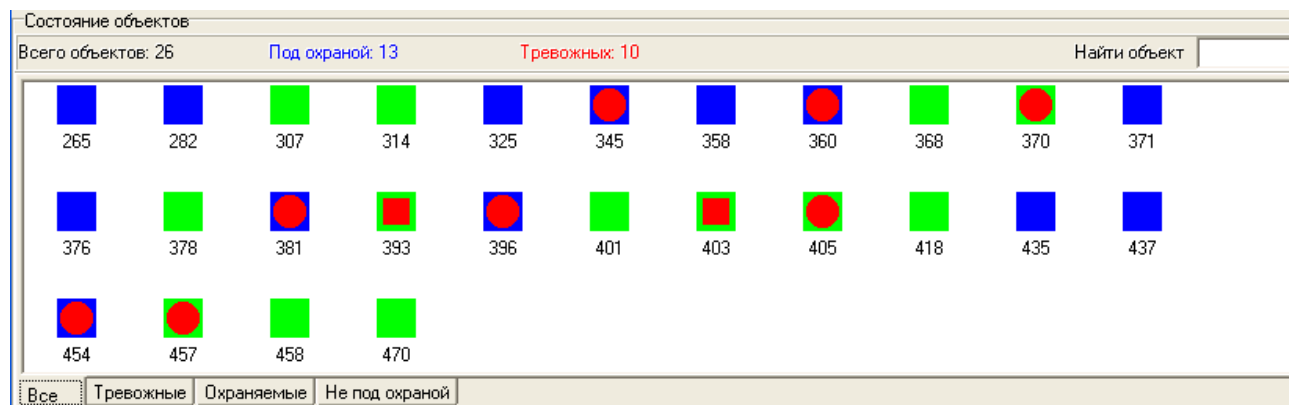 Состояние объектов
Всего объектов: 26 Под охраной: 13 Тревожных: 10 Найти объект
265 282 307 314 325 345 358 360 368 370 371
376 378 381 393 396 401 403 405 418 435 437
454 457 458 470
Все Тревожные Охраняемые Не под охраной